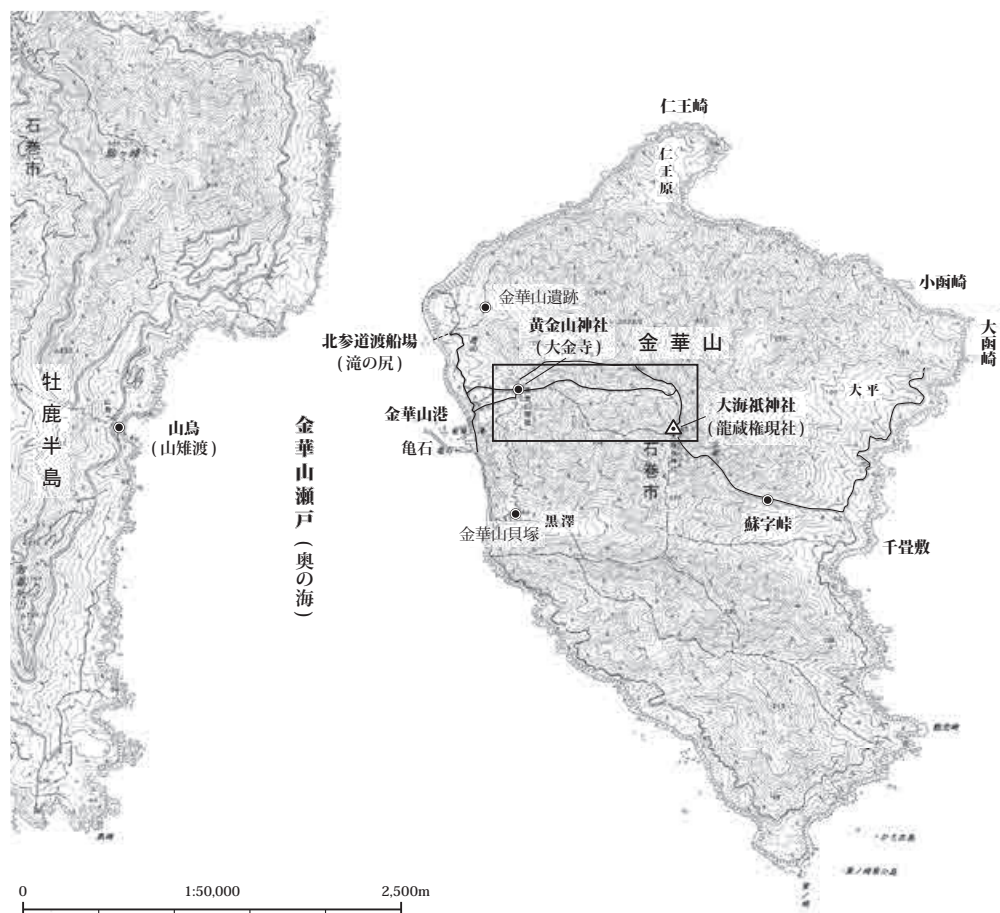 仁王崎
仁王原
石巻市
小函崎
大函崎
金華山遺跡
黄金山神社
(大金寺)
金華山
北参道渡船場
(滝の尻)
大平
牡鹿半島
大海祇神社
(龍蔵権現社)
金華山港
亀石
山鳥
(山雉渡)
金華山瀬戸(奥の海)
石巻市
蘇字峠
黒澤
金華山貝塚
千畳敷
0 1:50,000 2,500m